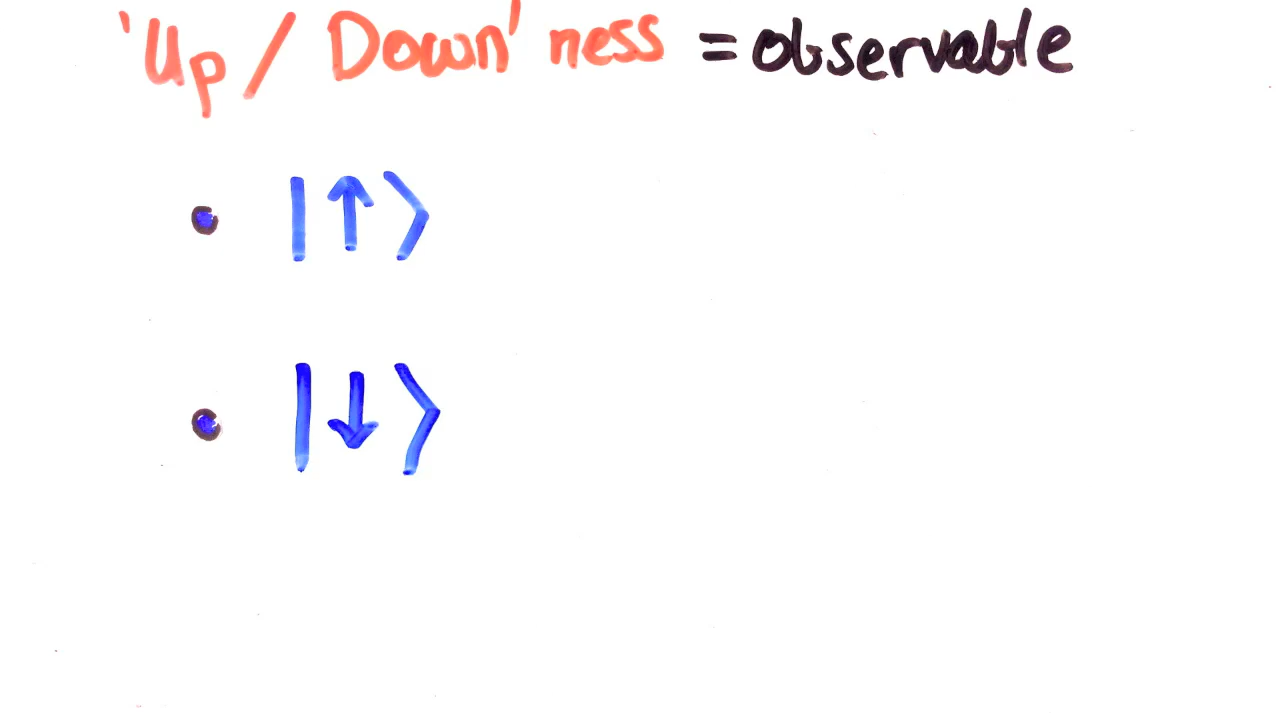 'Up / Down'ness = observable
• |↑⟩
• |↓⟩